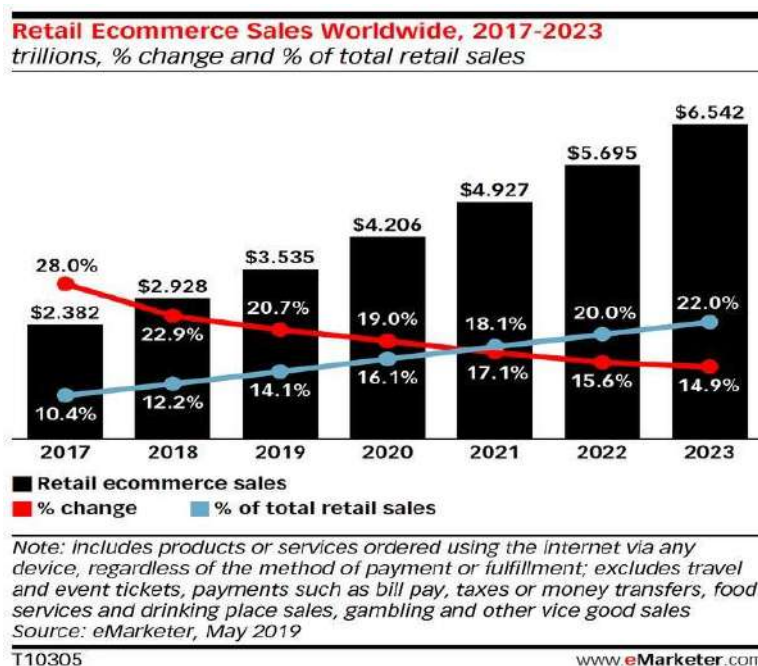 Retail Ecommerce Sales Worldwide, 2017-2023
trillions, % change and % of total retail sales
$6.542
$5.695
$4.927
$4.206
$3.535
28.0%
$2.928
$2.382
22.9%
20.7%
19.0%
18.1%
20.0%
22.0%
10.4%
12.2%
14.1%
16.1%
17.1%
15.6%
14.9%
2017 2018 2019 2020 2021 2022 2023
Retail ecommerce sales
% change % of total retail sales
Note: includes products or services ordered using the internet via any
device, regardless of the method of payment or fulfillment; excludes travel
and event tickets, payments such as bill pay, taxes or money transfers, food
services and drinking place sales, gambling and other vice good sales
Source: eMarketer, May 2019
T10305 www.eMarketer.com